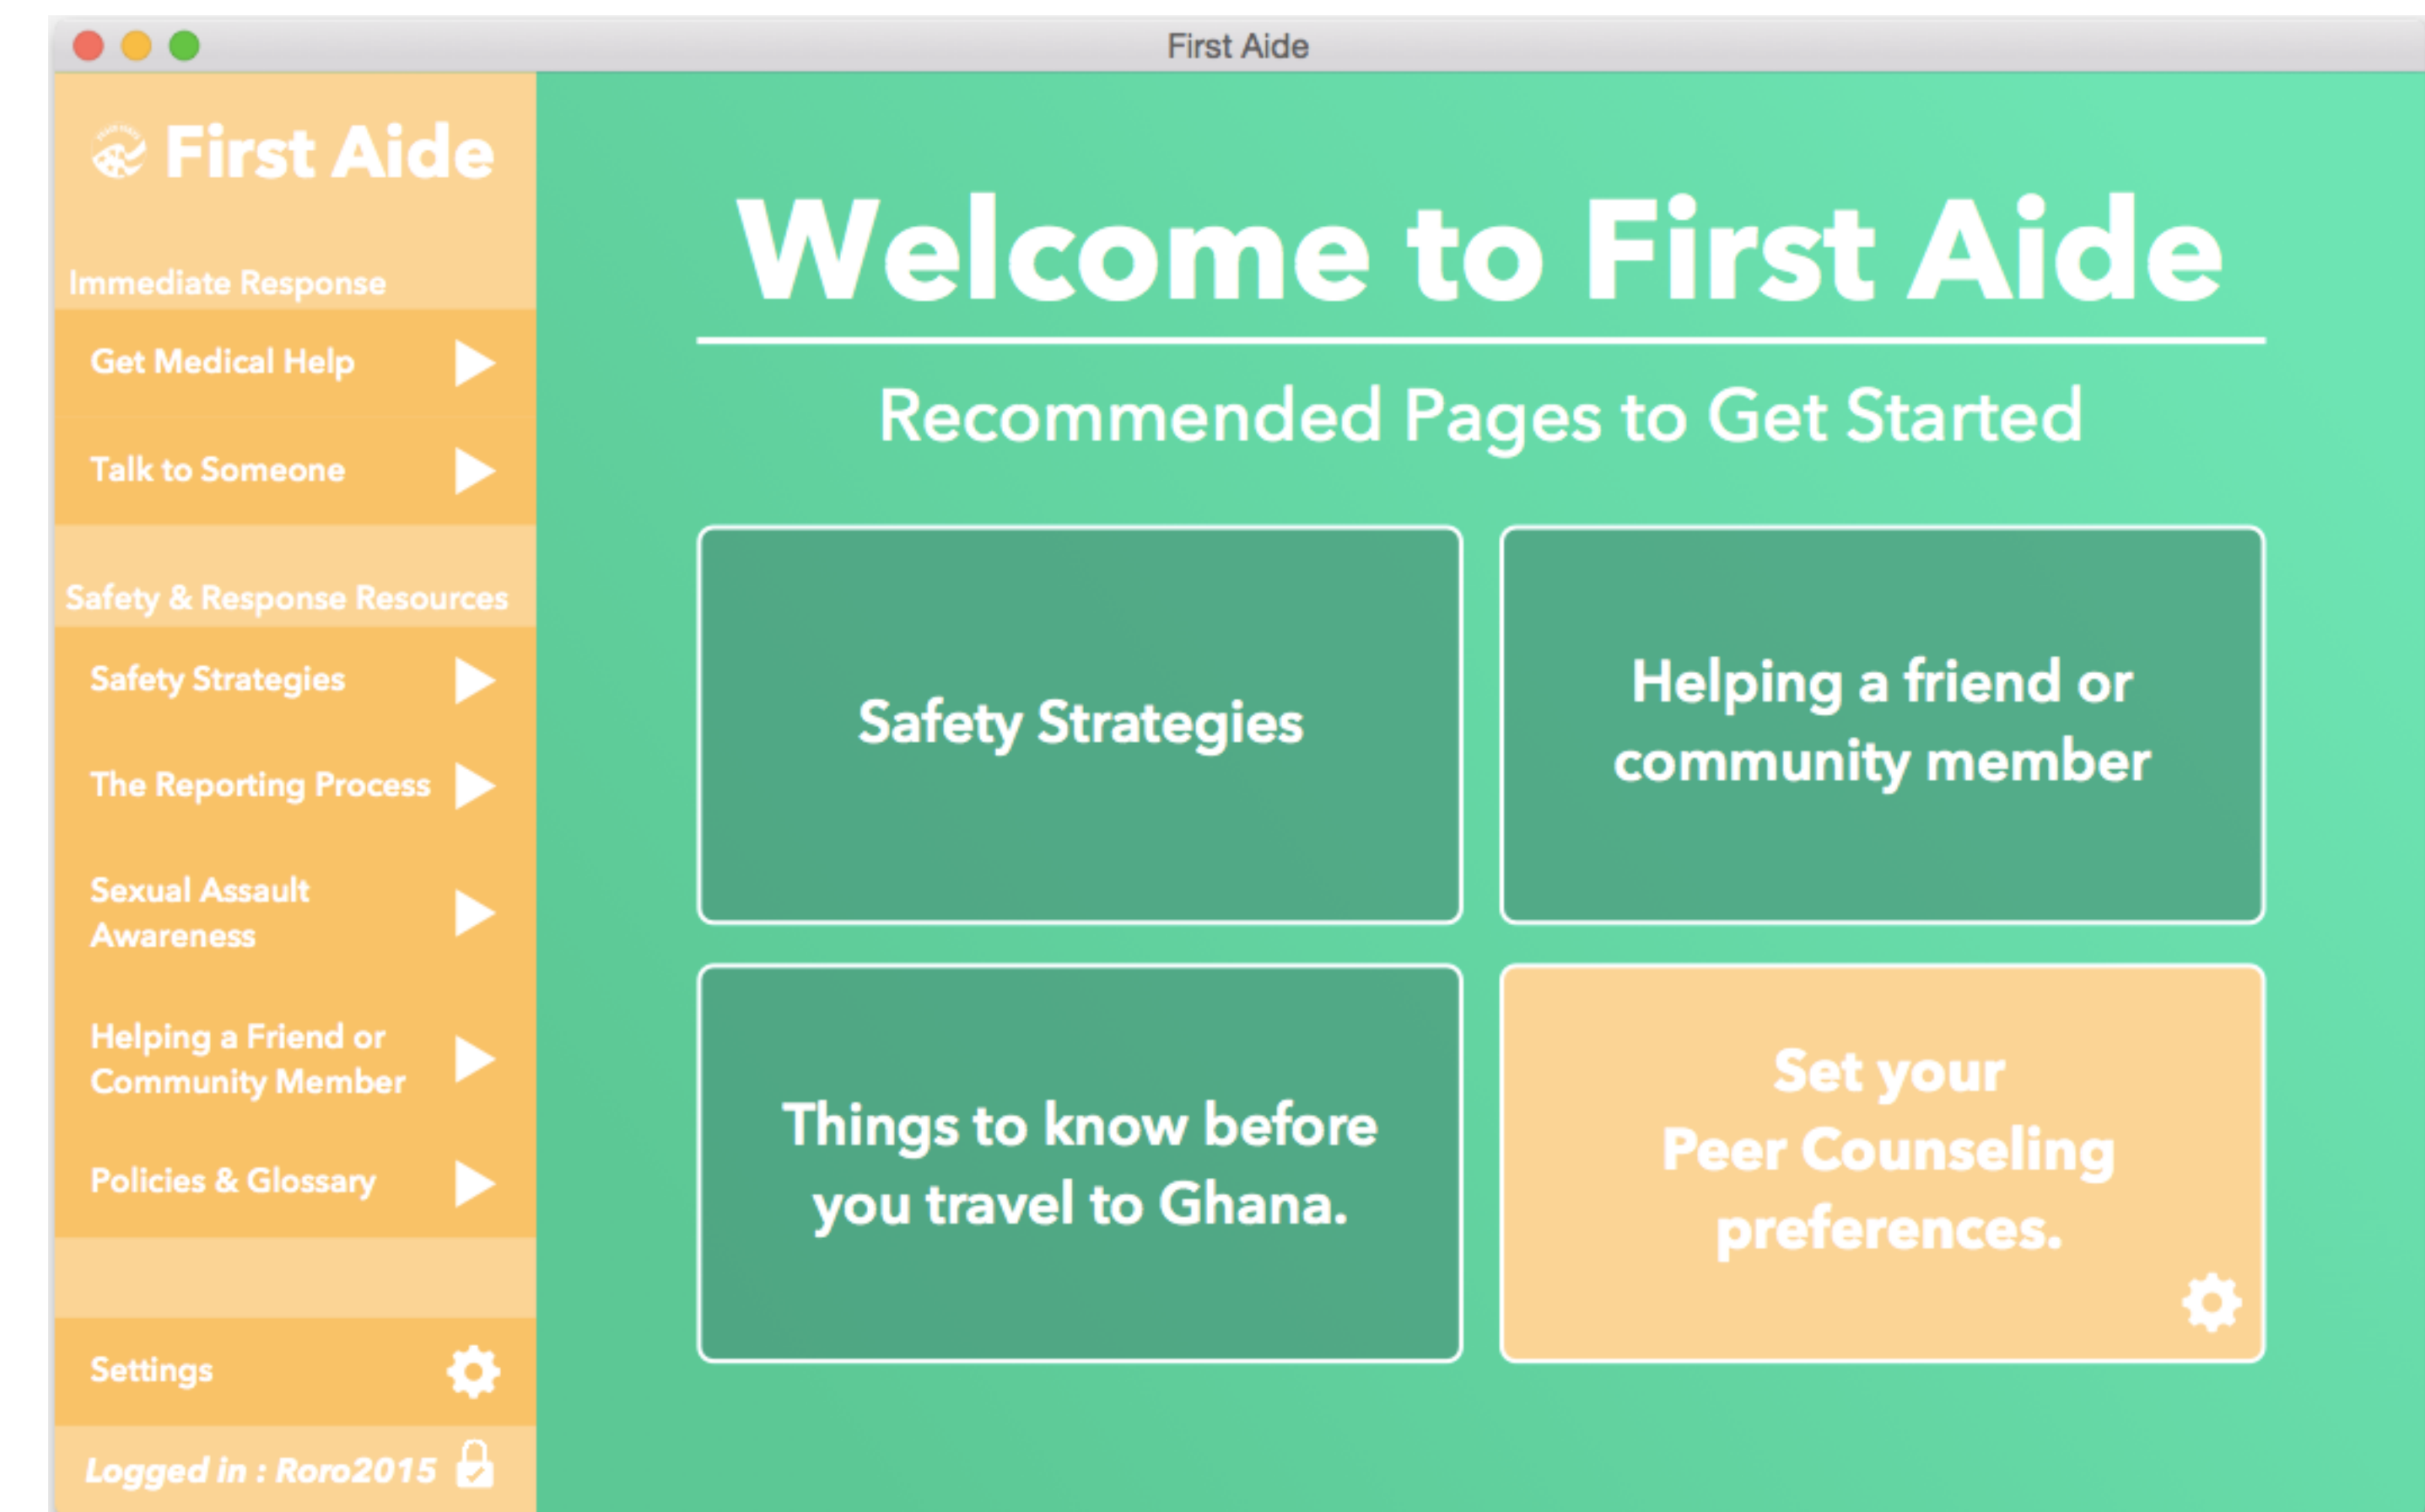 First Aide
First Aide
Immediate Response
Get Medical Help
Talk to Someone
Safety & Response Resources
Safety Strategies
The Reporting Process
Sexual Assault
Awareness
Helping a Friend or
Community Member
Policies & Glossary
Settings
Logged in : Roro2015
Welcome to First Aide
Recommended Pages to Get Started
Safety Strategies
Helping a friend or
community member
Things to know before
you travel to Ghana.
Set your
Peer Counseling
preferences.